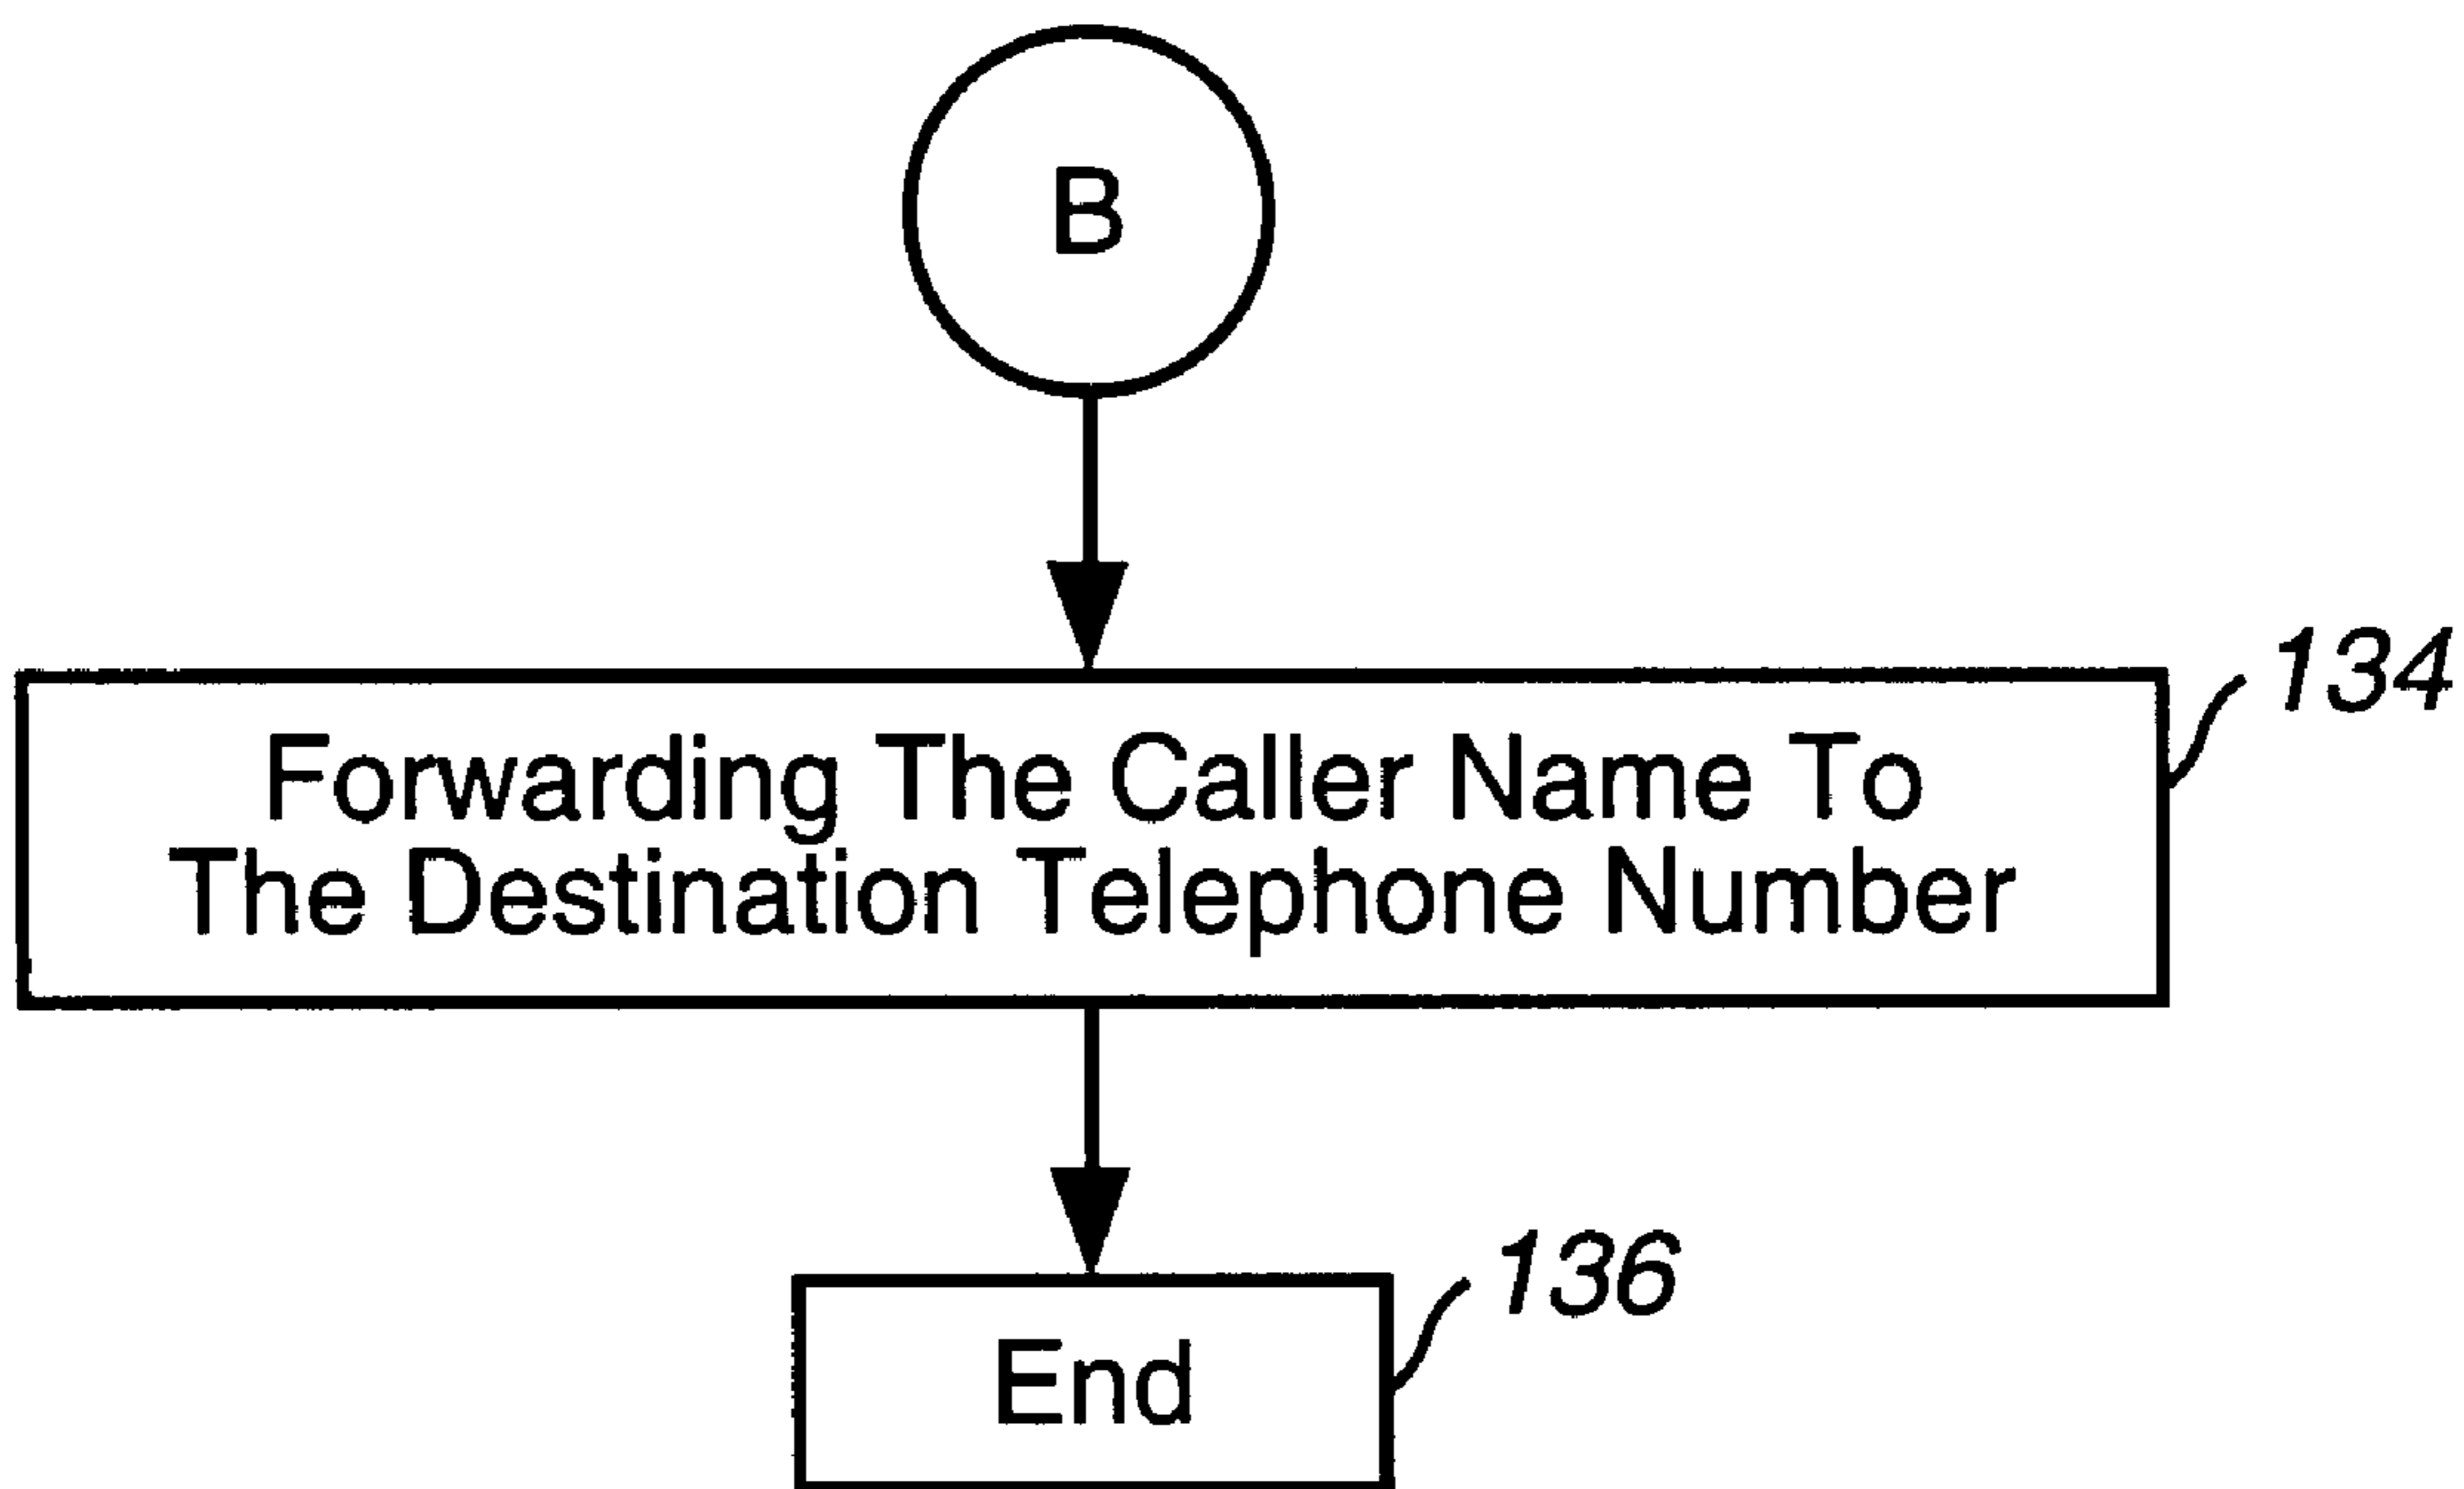 B
134
Forwarding The Caller Name To
The Destination Telephone Number
136
End